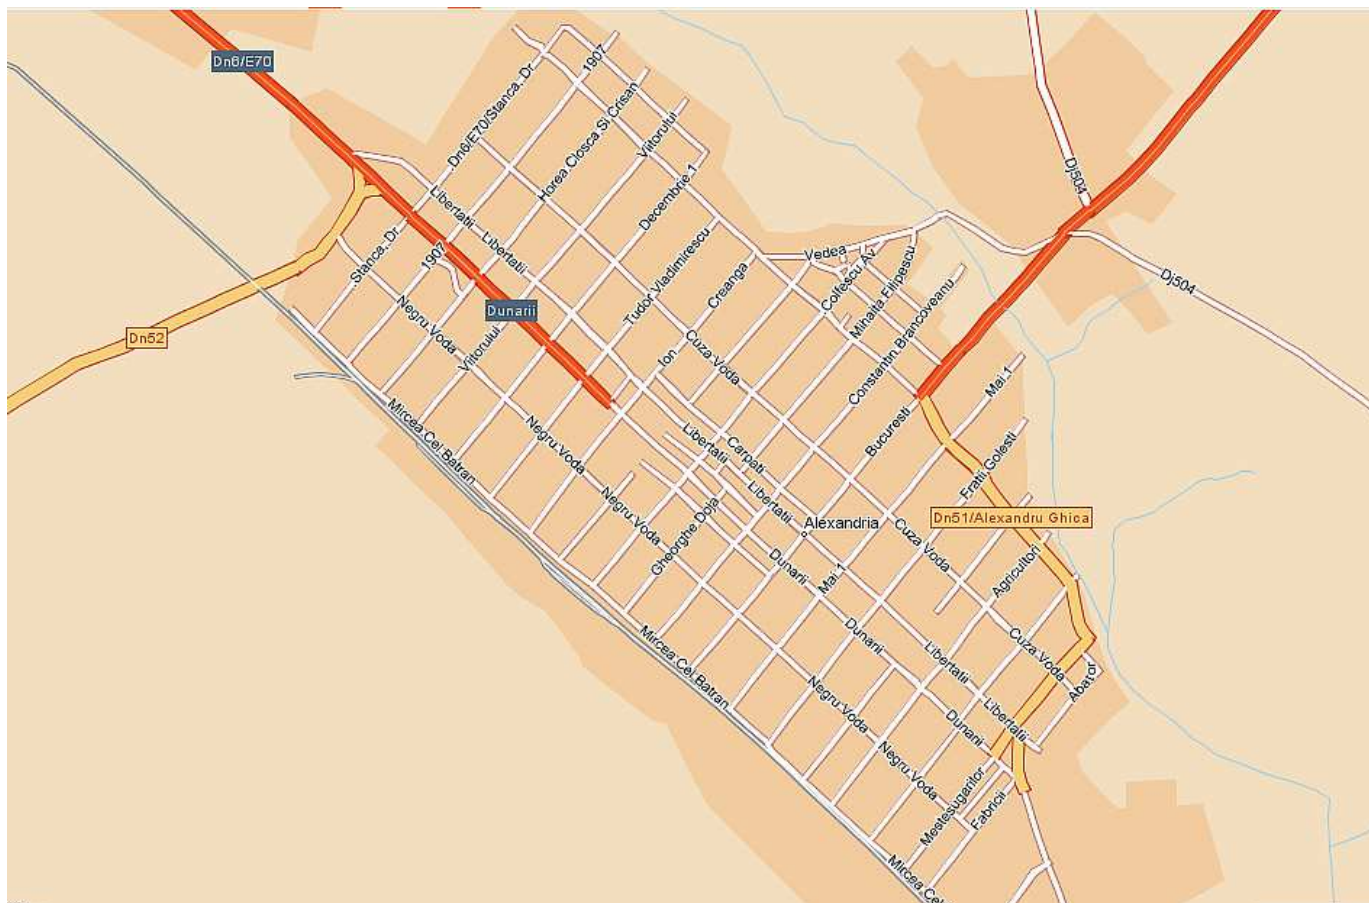 Dn6/E70
1907
Dn6/E70/Stanca. Dr
Horea Closca Si Crisan
Viitorului
Dj504
Libertatii
Decembrie 1
Stanca. Dr
1907
Libertatii
Tudor Vladimirescu
Vedea
Creanga
Colfescu Av
Mihaita Filipescu
Dj504
Constantin Brancoveanu
Dunarii
Negru Voda
Dn52
Viitorului
Ion
Cuza Voda
Mai 1
Mircea Cel Batran
Negru Voda
Libertatii
Carpati
Bucuresti
Fratii Golesti
Libertatii
Negru Voda
Gheorghe Doja
Alexandria
Dn51/Alexandru Ghica
Cuza Voda
Dunarii
Mai 1
Agricultori
Mircea Cel Batran
Dunarii
Libertatii
Cuza Voda
Abator
Negru Voda
Dunarii
Libertatii
Negru Voda
Mestesugarilor
Fabricii
Mircea Cel